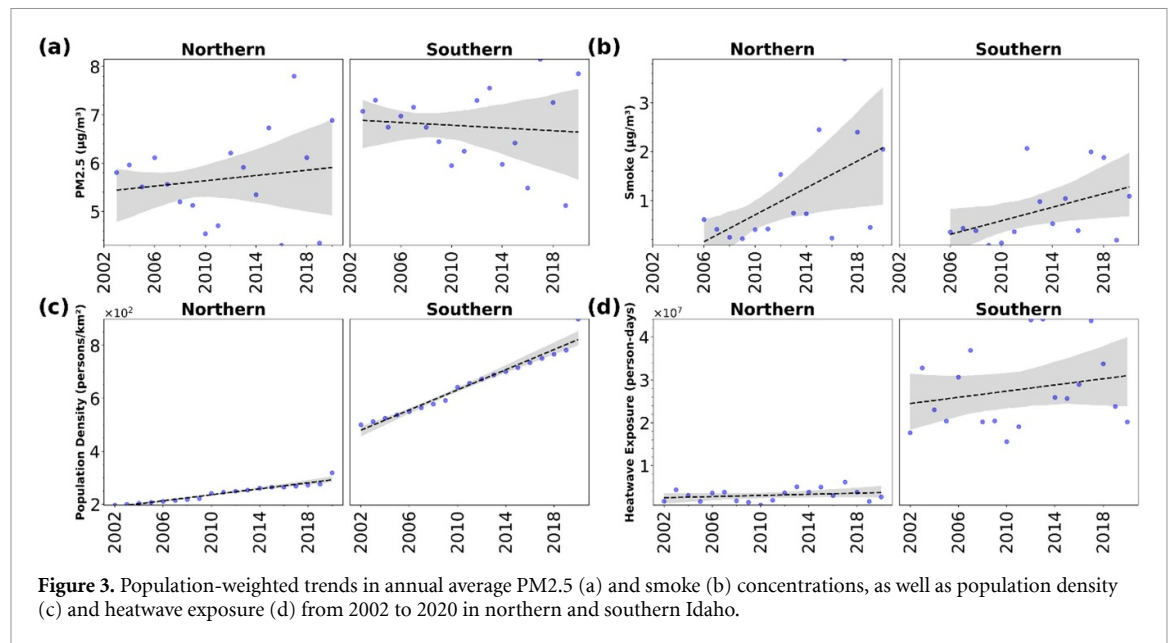 (a) Northern Southern
PM2.5 (µg/m³)
8
7
6
5
2002 2006 2010 2014 2018 2002 2006 2010 2014 2018
(b) Northern Southern
Smoke (µg/m³)
3
2
1
2002 2006 2010 2014 2018 2002 2006 2010 2014 2018
(c) Northern Southern
×10²
Population Density (persons/km²)
8
6
4
2
2002 2006 2010 2014 2018 2002 2006 2010 2014 2018
(d) Northern Southern
×10⁷
Heatwave Exposure (person-days)
4
3
2
1
2002 2006 2010 2014 2018 2002 2006 2010 2014 2018
Figure 3. Population-weighted trends in annual average PM2.5 (a) and smoke (b) concentrations, as well as population density
(c) and heatwave exposure (d) from 2002 to 2020 in northern and southern Idaho.